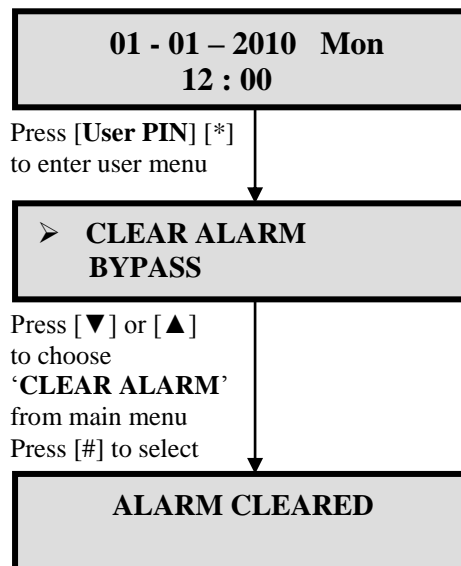 01 - 01 – 2010 Mon
12 : 00
Press [User PIN] [*]
to enter user menu
➢ CLEAR ALARM
BYPASS
Press [▼] or [▲]
to choose
‘CLEAR ALARM’
from main menu
Press [#] to select
ALARM CLEARED